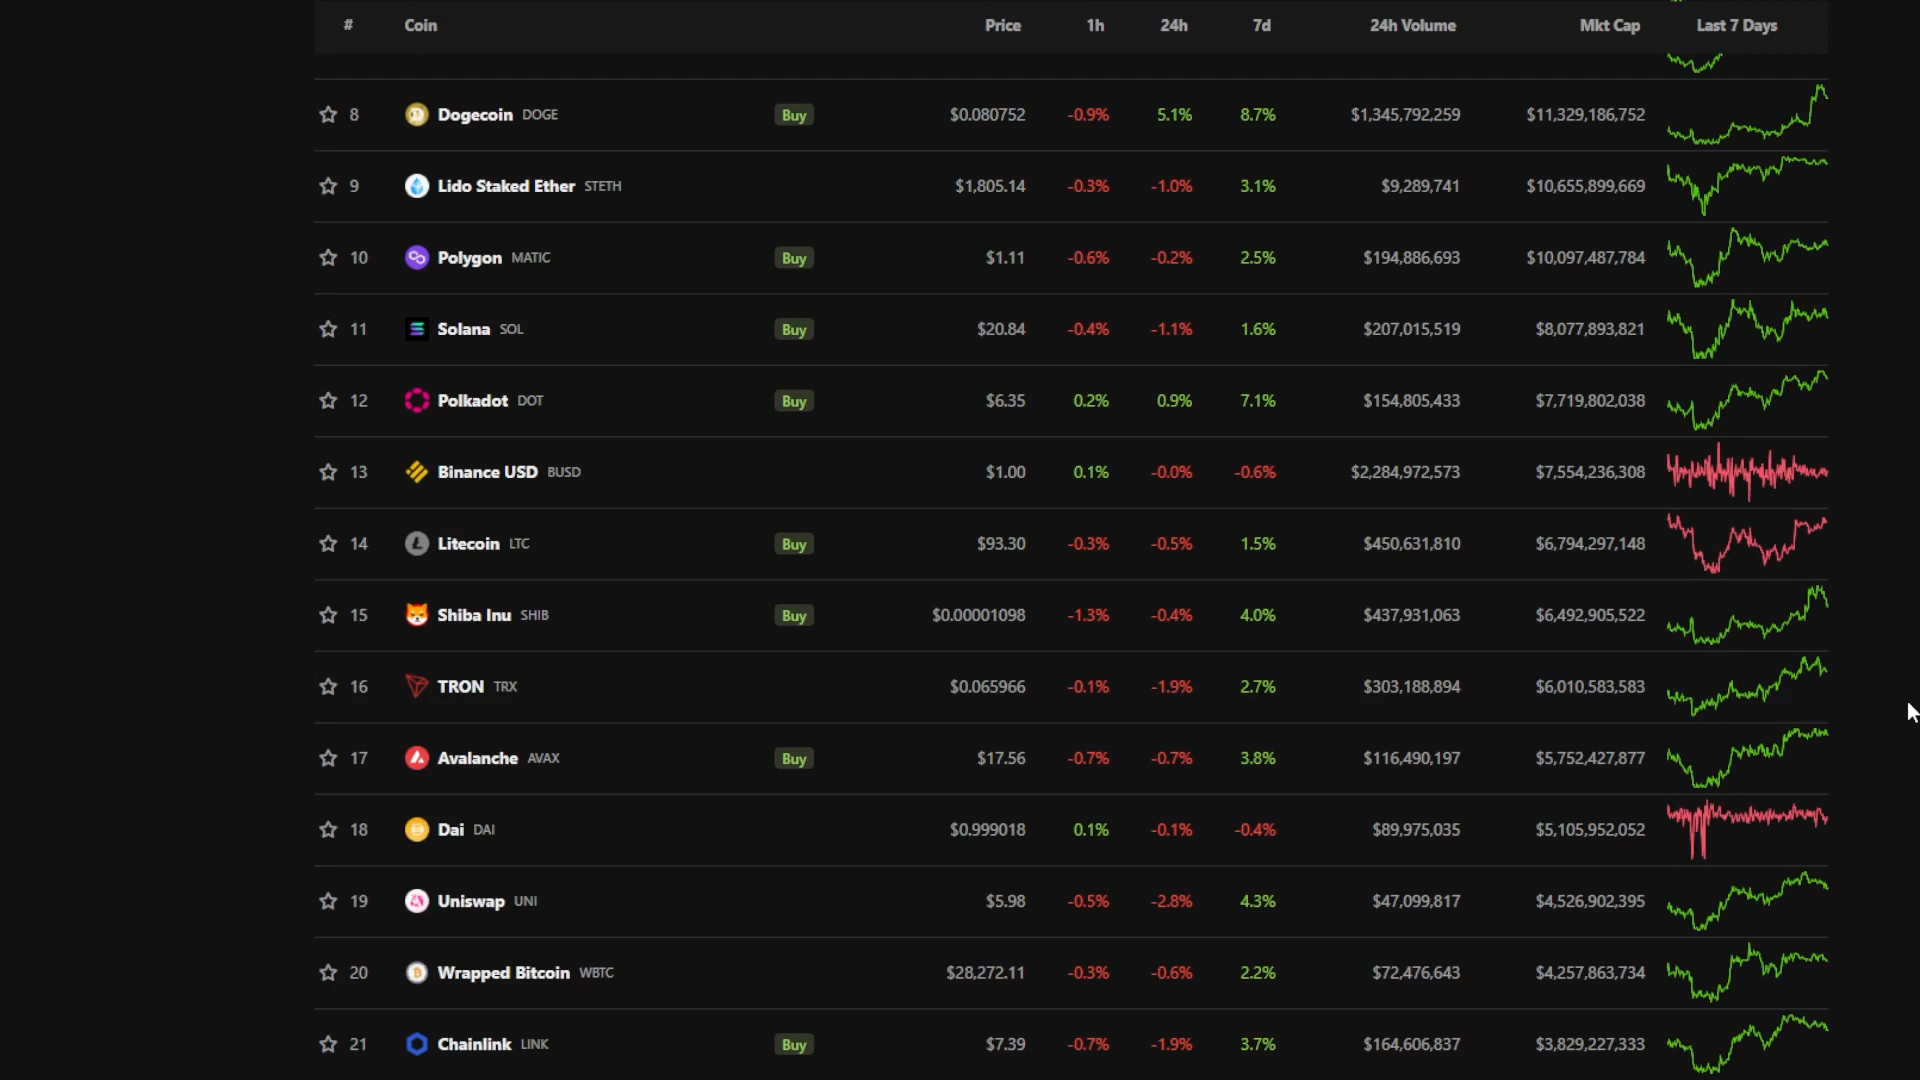 # Coin Price 1h 24h 7d 24h Volume Mkt Cap Last 7 Days
8 Dogecoin DOGE Buy $0.080752 -0.9% 5.1% 8.7% $1,345,792,259 $11,329,186,752
9 Lido Staked Ether STETH $1,805.14 -0.3% -1.0% 3.1% $9,289,741 $10,655,899,669
10 Polygon MATIC Buy $1.11 -0.6% -0.2% 2.5% $194,886,693 $10,097,487,784
11 Solana SOL Buy $20.84 -0.4% -1.1% 1.6% $207,015,519 $8,077,893,821
12 Polkadot DOT Buy $6.35 0.2% 0.9% 7.1% $154,805,433 $7,719,802,038
13 Binance USD BUSD $1.00 0.1% -0.0% -0.6% $2,284,972,573 $7,554,236,308
14 Litecoin LTC Buy $93.30 -0.3% -0.5% 1.5% $450,631,810 $6,794,297,148
15 Shiba Inu SHIB Buy $0.00001098 -1.3% -0.4% 4.0% $437,931,063 $6,492,905,522
16 TRON TRX $0.065966 -0.1% -1.9% 2.7% $303,188,894 $6,010,583,583
17 Avalanche AVAX Buy $17.56 -0.7% -0.7% 3.8% $116,490,197 $5,752,427,877
18 Dai DAI $0.999018 0.1% -0.1% -0.4% $89,975,035 $5,105,952,052
19 Uniswap UNI $5.98 -0.5% -2.8% 4.3% $47,099,817 $4,526,902,395
20 Wrapped Bitcoin WBTC $28,272.11 -0.3% -0.6% 2.2% $72,476,643 $4,257,863,734
21 Chainlink LINK Buy $7.39 -0.7% -1.9% 3.7% $164,606,837 $3,829,227,333